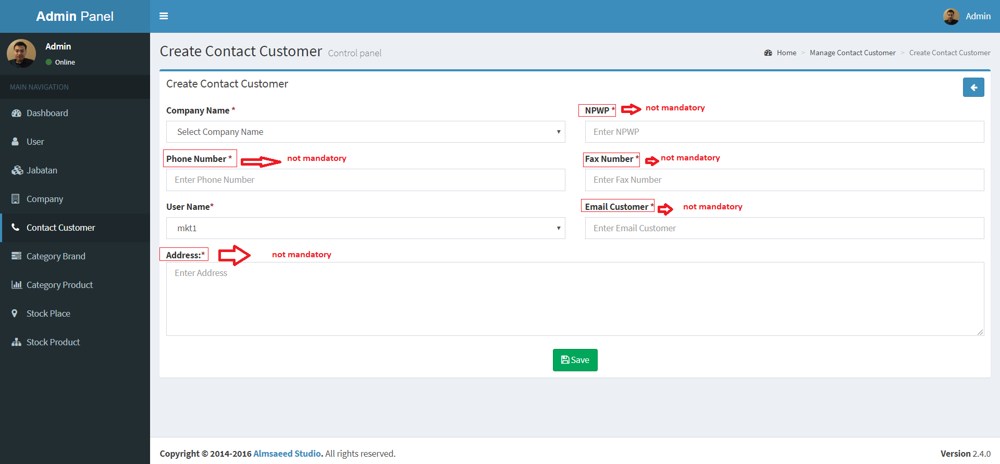 Admin Panel
Admin
Admin
Online
MAIN NAVIGATION
Dashboard
User
Jabatan
Company
Contact Customer
Category Brand
Category Product
Stock Place
Stock Product
Create Contact Customer Control panel
Home > Manage Contact Customer > Create Contact Customer
Create Contact Customer
Company Name *
Select Company Name
NPWP * not mandatory
Enter NPWP
Phone Number * not mandatory
Enter Phone Number
Fax Number * not mandatory
Enter Fax Number
User Name*
mkt1
Email Customer * not mandatory
Enter Email Customer
Address:* not mandatory
Enter Address
Save
Copyright © 2014-2016 Almsaeed Studio. All rights reserved.
Version 2.4.0